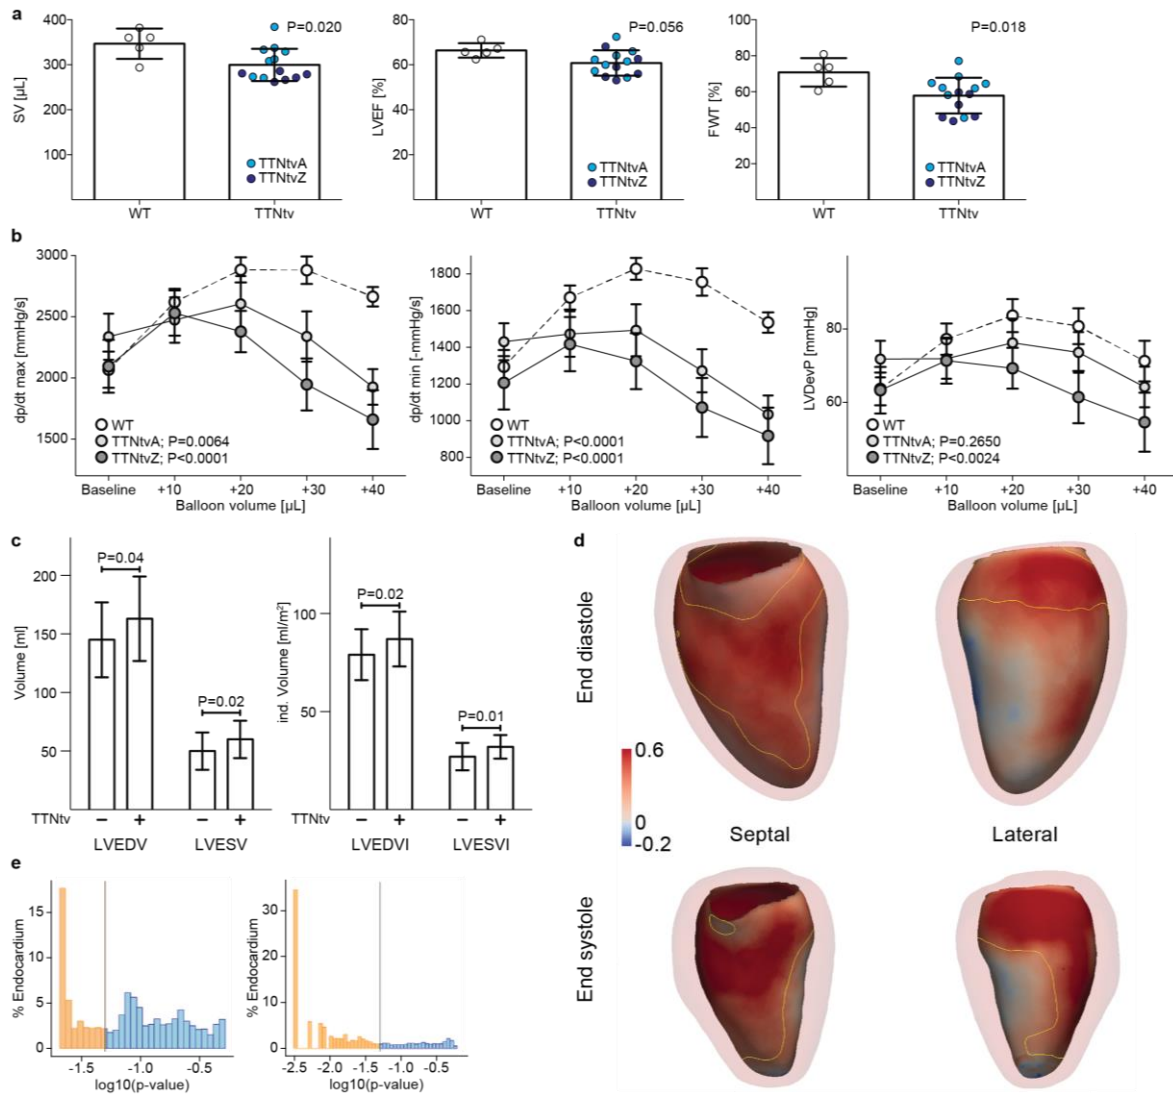 a
400
300
200
100
SV [µL]
P=0.020
TTNtvA
TTNtvZ
WT
TTNtv
80
60
40
20
LVEF [%]
P=0.056
TTNtvA
TTNtvZ
WT
TTNtv
100
80
60
40
20
FWT [%]
P=0.018
TTNtvA
TTNtvZ
WT
TTNtv
b
3000
2500
2000
1500
dp/dt max [mmHg/s]
WT
TTNtvA; P=0.0064
TTNtvZ; P<0.0001
Baseline +10 +20 +30 +40
Balloon volume [µL]
1800
1600
1400
1200
1000
800
dp/dt min [-mmHg/s]
WT
TTNtvA; P<0.0001
TTNtvZ; P<0.0001
Baseline +10 +20 +30 +40
Balloon volume [µL]
80
60
LVDevP [mmHg]
WT
TTNtvA; P=0.2650
TTNtvZ; P<0.0024
Baseline +10 +20 +30 +40
Balloon volume [µL]
c
200
150
100
50
Volume [ml]
P=0.04
P=0.02
TTNtv − + − +
LVEDV LVESV
100
50
ind. Volume [ml/m²]
P=0.02
P=0.01
− + − +
LVEDVI LVESVI
d
End diastole
0.6
0
-0.2
Septal
Lateral
End systole
e
15
10
5
0
% Endocardium
-1.5 -1.0 -0.5
log10(p-value)
30
20
10
0
% Endocardium
-2.5 -2.0 -1.5 -1.0 -0.5
log10(p-value)